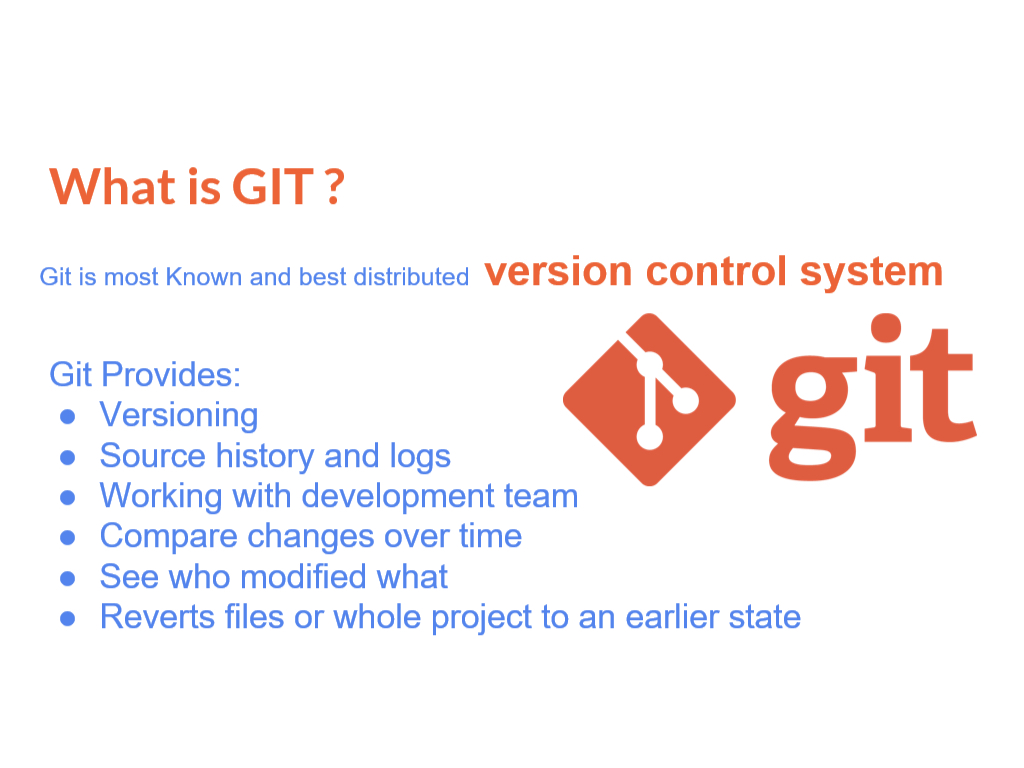 What is GIT ?
Git is most Known and best distributed version control system
git
Git Provides:
● Versioning
● Source history and logs
● Working with development team
● Compare changes over time
● See who modified what
● Reverts files or whole project to an earlier state